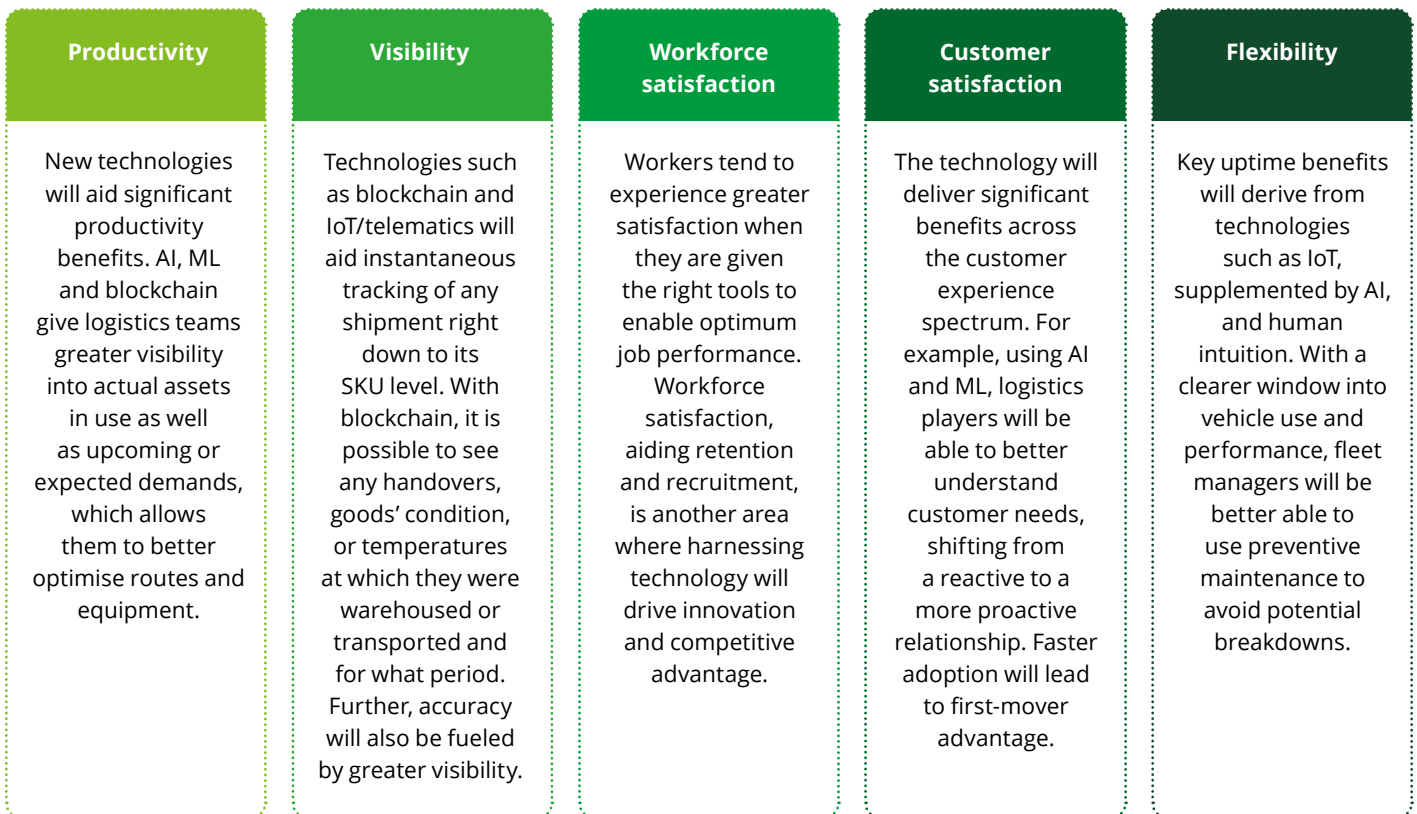 Productivity
New technologies
will aid significant
productivity
benefits. AI, ML
and blockchain
give logistics teams
greater visibility
into actual assets
in use as well
as upcoming or
expected demands,
which allows
them to better
optimise routes and
equipment.
Visibility
Technologies such
as blockchain and
IoT/telematics will
aid instantaneous
tracking of any
shipment right
down to its
SKU level. With
blockchain, it is
possible to see
any handovers,
goods’ condition,
or temperatures
at which they were
warehoused or
transported and
for what period.
Further, accuracy
will also be fueled
by greater visibility.
Workforce
satisfaction
Workers tend to
experience greater
satisfaction when
they are given
the right tools to
enable optimum
job performance.
Workforce
satisfaction,
aiding retention
and recruitment,
is another area
where harnessing
technology will
drive innovation
and competitive
advantage.
Customer
satisfaction
The technology will
deliver significant
benefits across
the customer
experience
spectrum. For
example, using AI
and ML, logistics
players will be
able to better
understand
customer needs,
shifting from
a reactive to a
more proactive
relationship. Faster
adoption will lead
to first-mover
advantage.
Flexibility
Key uptime benefits
will derive from
technologies
such as IoT,
supplemented by AI,
and human
intuition. With a
clearer window into
vehicle use and
performance, fleet
managers will be
better able to
use preventive
maintenance to
avoid potential
breakdowns.